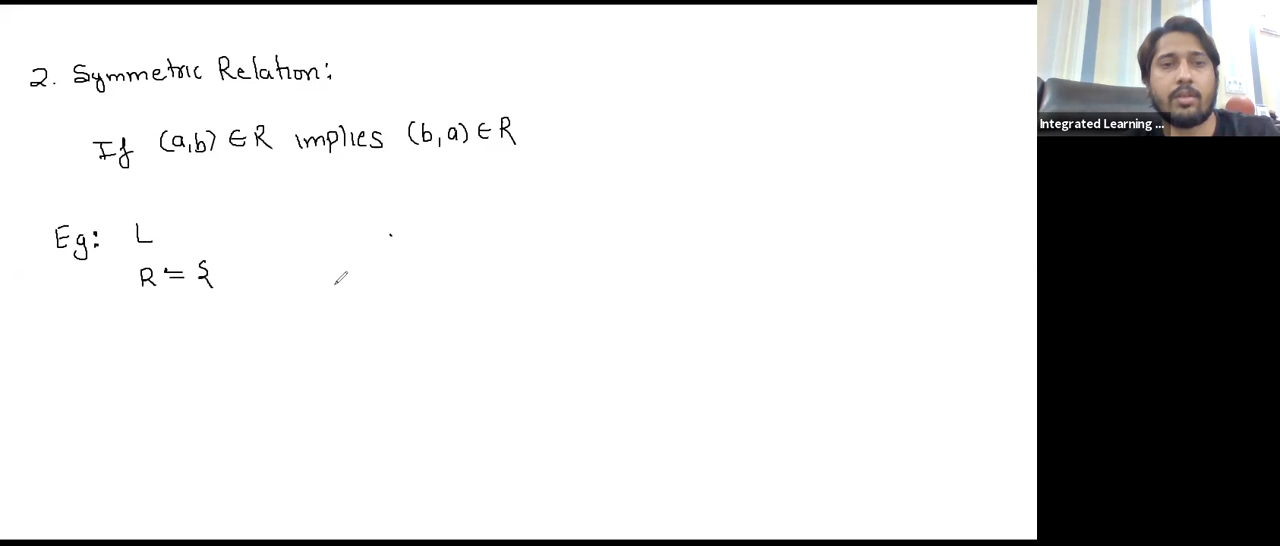 2. Symmetric Relation:
If (a,b) ∈ R implies (b,a) ∈ R
Eg: L
R = {
Integrated Learning ...